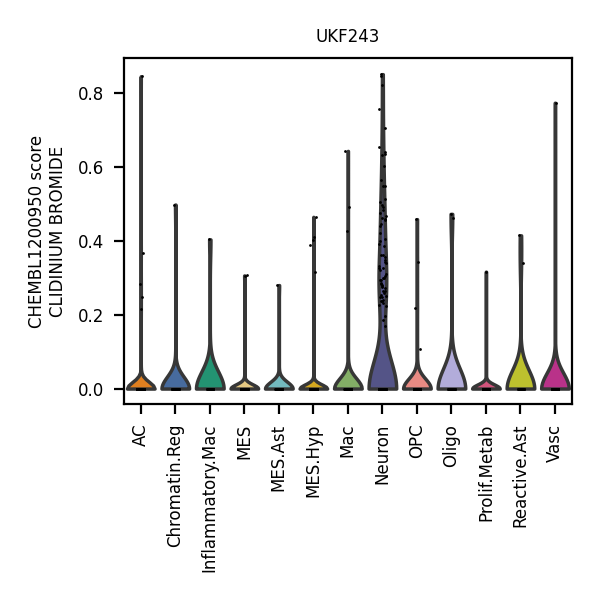 UKF243
CHEMBL1200950 score
CLIDINIUM BROMIDE
0.8
0.6
0.4
0.2
0.0
AC
Chromatin.Reg
Inflammatory.Mac
MES
MES.Ast
MES.Hyp
Mac
Neuron
OPC
Oligo
Prolif.Metab
Reactive.Ast
Vasc